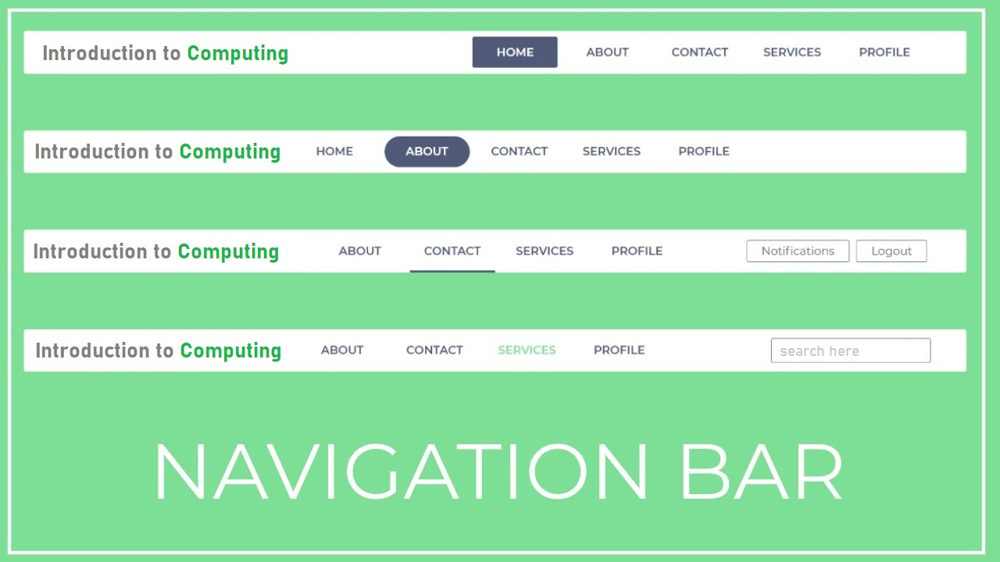 Introduction to Computing HOME ABOUT CONTACT SERVICES PROFILE
Introduction to Computing HOME ABOUT CONTACT SERVICES PROFILE
Introduction to Computing ABOUT CONTACT SERVICES PROFILE Notifications Logout
Introduction to Computing ABOUT CONTACT SERVICES PROFILE search here
NAVIGATION BAR